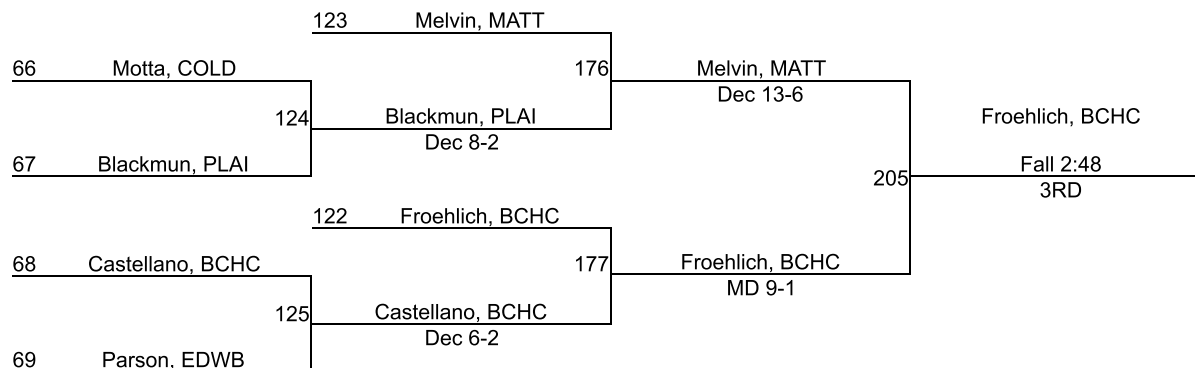 123 Melvin, MATT
66 Motta, COLD
176 Melvin, MATT
Dec 13-6
124 Blackmun, PLAI
Dec 8-2
Froehlich, BCHC
67 Blackmun, PLAI
Fall 2:48
205
3RD
122 Froehlich, BCHC
68 Castellano, BCHC
177 Froehlich, BCHC
MD 9-1
125 Castellano, BCHC
Dec 6-2
69 Parson, EDWB